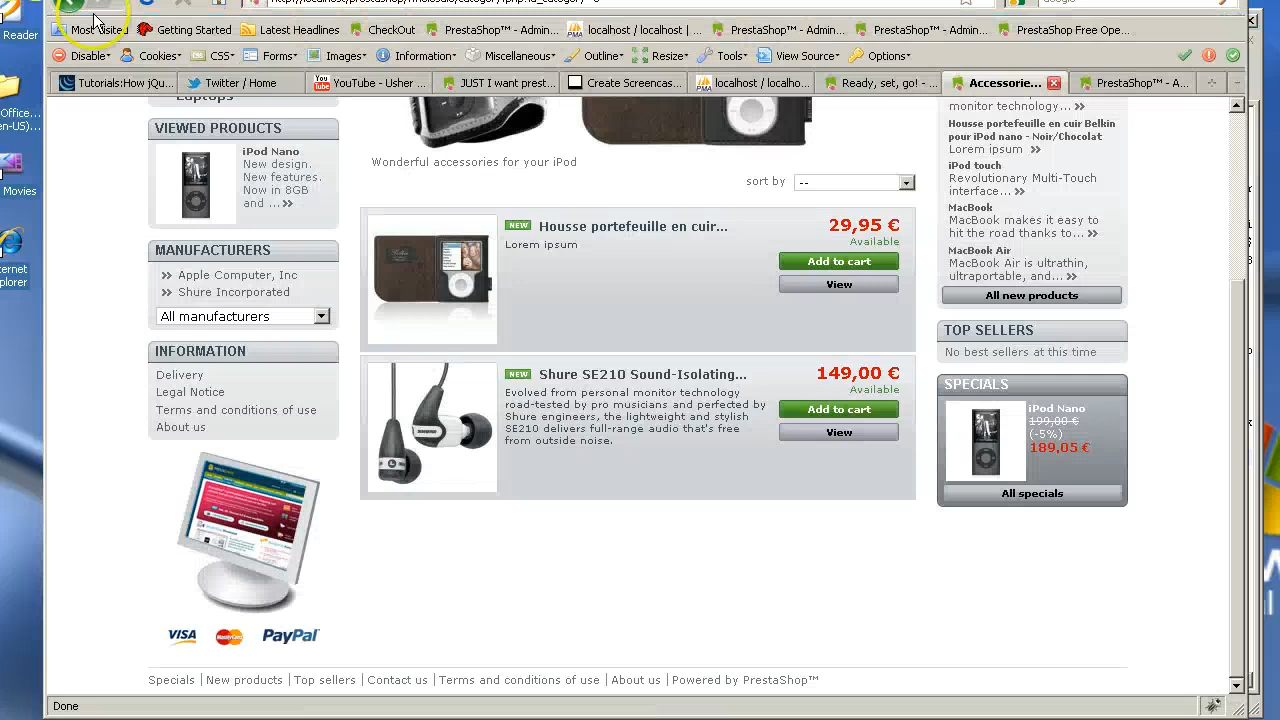 Reader
Office...
en-US)...
Movies
ternet
plorer
Most Visited
Getting Started
Latest Headlines
CheckOut
PrestaShop™ - Admin...
localhost / localhost | ...
PrestaShop™ - Admin...
PrestaShop™ - Admin...
PrestaShop Free Ope...
Disable
Cookies
CSS
Forms
Images
Information
Miscellaneous
Outline
Resize
Tools
View Source
Options
Tutorials:How jQu...
Twitter / Home
YouTube - Usher ...
JUST I want prest...
Create Screencas...
localhost / localho...
Ready, set, go! - ...
Accessorie...
PrestaShop™ - A...
Laptops
VIEWED PRODUCTS
iPod Nano
New design.
New features.
Now in 8GB
and ...
MANUFACTURERS
Apple Computer, Inc
Shure Incorporated
All manufacturers
INFORMATION
Delivery
Legal Notice
Terms and conditions of use
About us
VISA MasterCard PayPal
Wonderful accessories for your iPod
sort by --
NEW Housse portefeuille en cuir...
Lorem ipsum
29,95 €
Available
Add to cart
View
NEW Shure SE210 Sound-Isolating...
Evolved from personal monitor technology
road-tested by pro musicians and perfected by
Shure engineers, the lightweight and stylish
SE210 delivers full-range audio that's free
from outside noise.
149,00 €
Available
Add to cart
View
monitor technology...
Housse portefeuille en cuir Belkin
pour iPod nano - Noir/Chocolat
Lorem ipsum
iPod touch
Revolutionary Multi-Touch
interface...
MacBook
MacBook makes it easy to
hit the road thanks to...
MacBook Air
MacBook Air is ultrathin,
ultraportable, and...
All new products
TOP SELLERS
No best sellers at this time
SPECIALS
iPod Nano
199,00 €
(-5%)
189,05 €
All specials
Specials | New products | Top sellers | Contact us | Terms and conditions of use | About us | Powered by PrestaShop™
Done